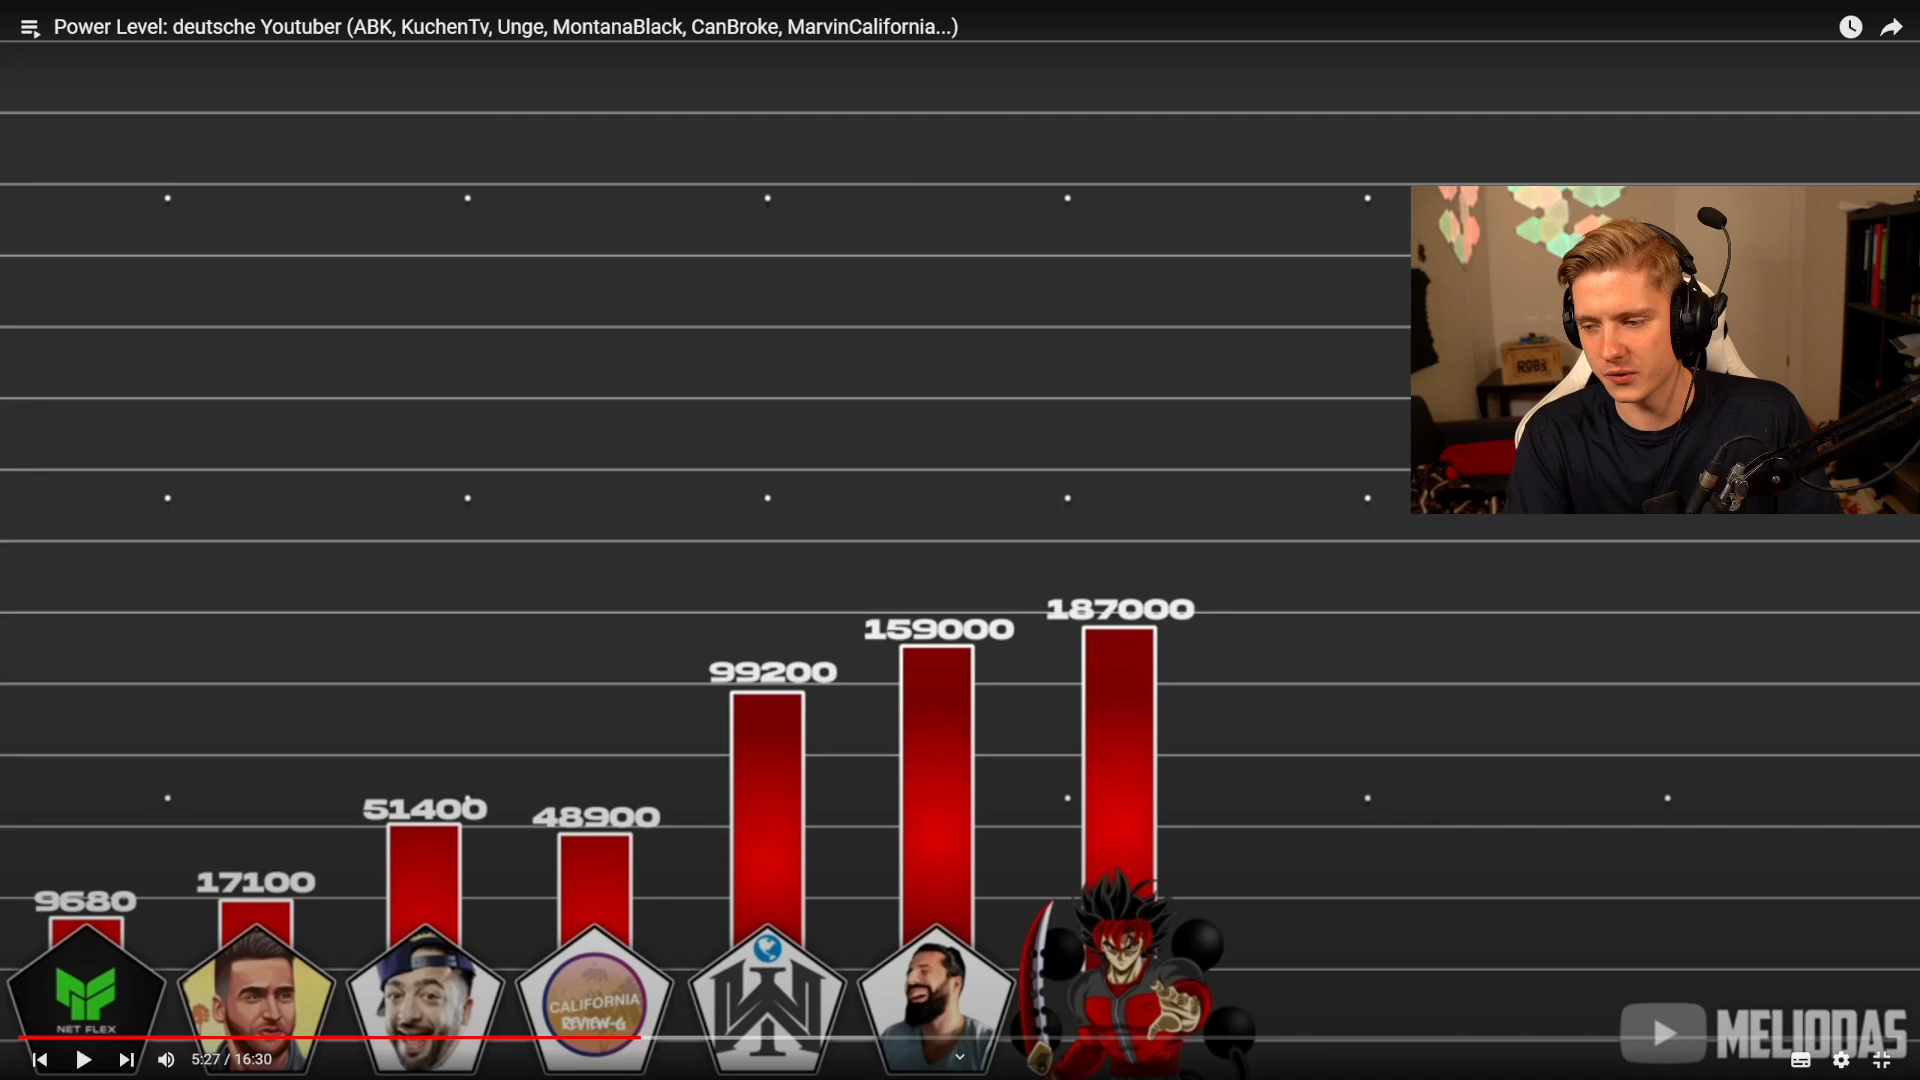 Power Level: deutsche Youtuber (ABK, KuchenTv, Unge, MontanaBlack, CanBroke, MarvinCalifornia...)
ROB's
187000
159000
99200
51400
48900
17100
9680
NET FLEX
CALIFORNIA
REVIEW-G
MELIODAS
5:27 / 16:30